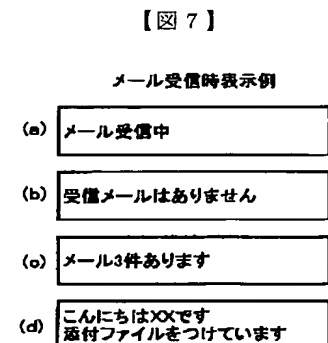 【図7】
メール受信時表示例
(a) メール受信中
(b) 受信メールはありません
(c) メール3件あります
(d) こんにちはXXです
添付ファイルをつけています